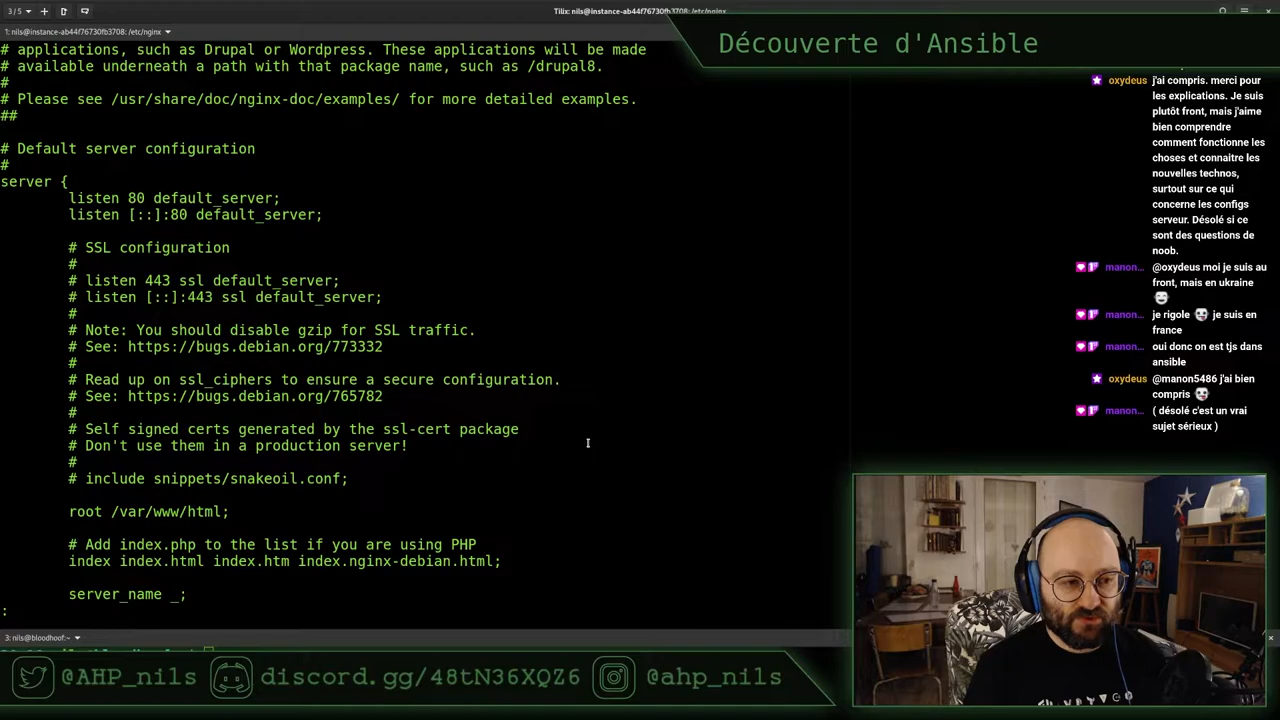 3 / 5
Tilix: nils@instance-ab44f76730fb3708: /etc/nginx
1: nils@instance-ab44f76730fb3708: /etc/nginx
Découverte d'Ansible
# applications, such as Drupal or Wordpress. These applications will be made
# available underneath a path with that package name, such as /drupal8.
#
# Please see /usr/share/doc/nginx-doc/examples/ for more detailed examples.
##
# Default server configuration
#
server {
listen 80 default_server;
listen [::]:80 default_server;
# SSL configuration
#
# listen 443 ssl default_server;
# listen [::]:443 ssl default_server;
#
# Note: You should disable gzip for SSL traffic.
# See: https://bugs.debian.org/773332
#
# Read up on ssl_ciphers to ensure a secure configuration.
# See: https://bugs.debian.org/765782
#
# Self signed certs generated by the ssl-cert package
# Don't use them in a production server!
#
# include snippets/snakeoil.conf;
root /var/www/html;
# Add index.php to the list if you are using PHP
index index.html index.htm index.nginx-debian.html;
server_name _;
:
3: nils@bloodhoof:~
oxydeus j'ai compris. merci pour
les explications. Je suis
plutôt front, mais j'aime
bien comprendre
comment fonctionne les
choses et connaitre les
nouvelles technos,
surtout sur ce qui
concerne les configs
serveur. Désolé si ce
sont des questions de
noob.
manon... @oxydeus moi je suis au
front, mais en ukraine
manon... je rigole je suis en
france
manon... oui donc on est tjs dans
ansible
oxydeus @manon5486 j'ai bien
compris
manon... ( désolé c'est un vrai
sujet sérieux )
@AHP_nils discord.gg/48tN36XQZ6 @ahp_nils